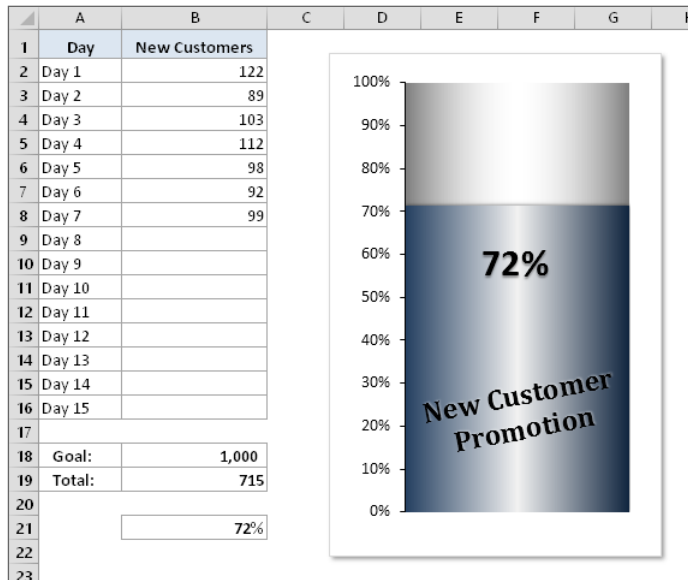 A B C D E F G
1 Day New Customers
2 Day 1 122
3 Day 2 89
4 Day 3 103
5 Day 4 112
6 Day 5 98
7 Day 6 92
8 Day 7 99
9 Day 8
10 Day 9
11 Day 10
12 Day 11
13 Day 12
14 Day 13
15 Day 14
16 Day 15
17
18 Goal: 1,000
19 Total: 715
20
21 72%
22
23
100%
90%
80%
70%
60%
50%
40%
30%
20%
10%
0%
72%
New Customer
Promotion